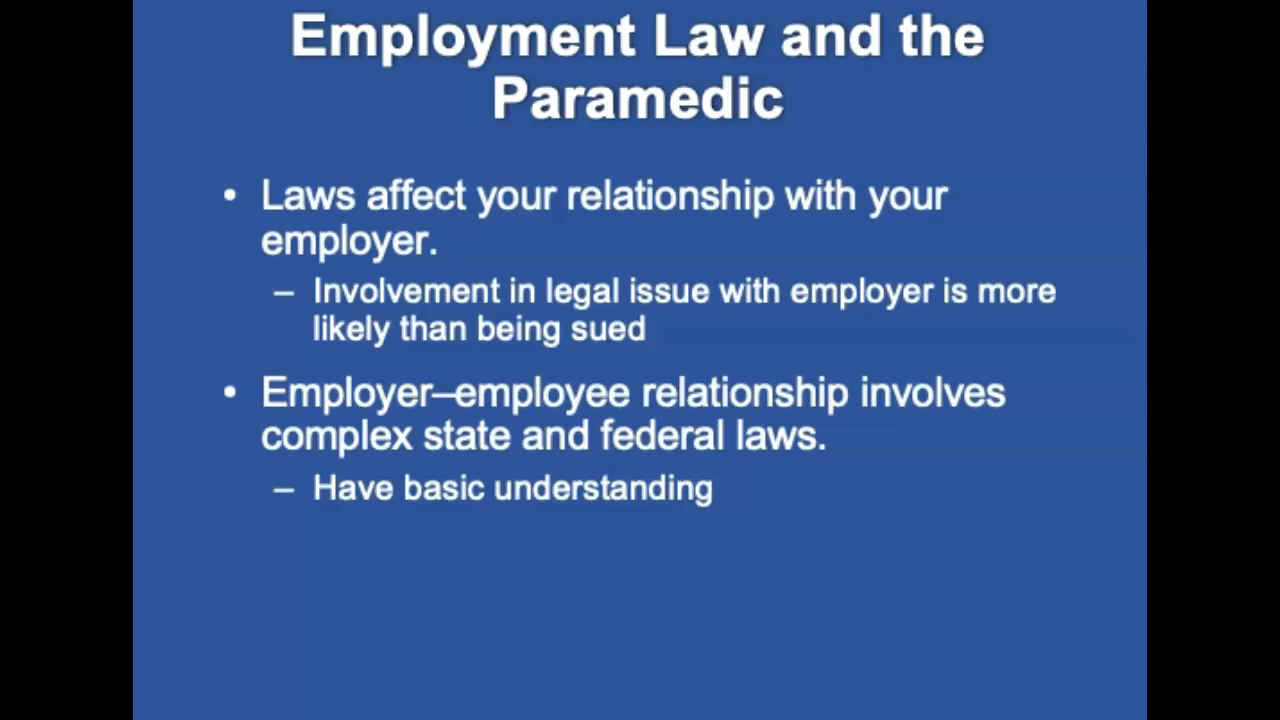 Employment Law and the
Paramedic
• Laws affect your relationship with your
employer.
– Involvement in legal issue with employer is more
likely than being sued
• Employer–employee relationship involves
complex state and federal laws.
– Have basic understanding